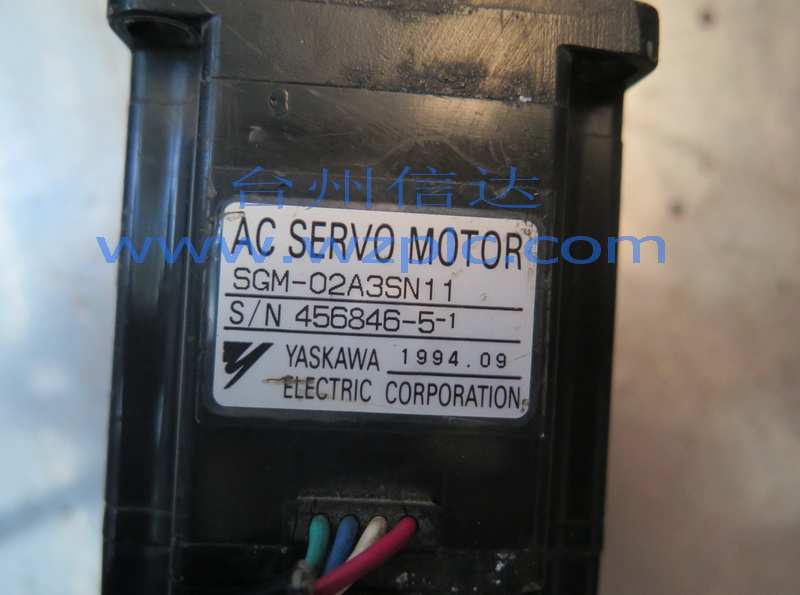 台州信达
AC SERVO MOTOR
www.wzplc.com
SGM-02A3SN11
S/N 456846-5-1
YASKAWA 1994.09
ELECTRIC CORPORATION